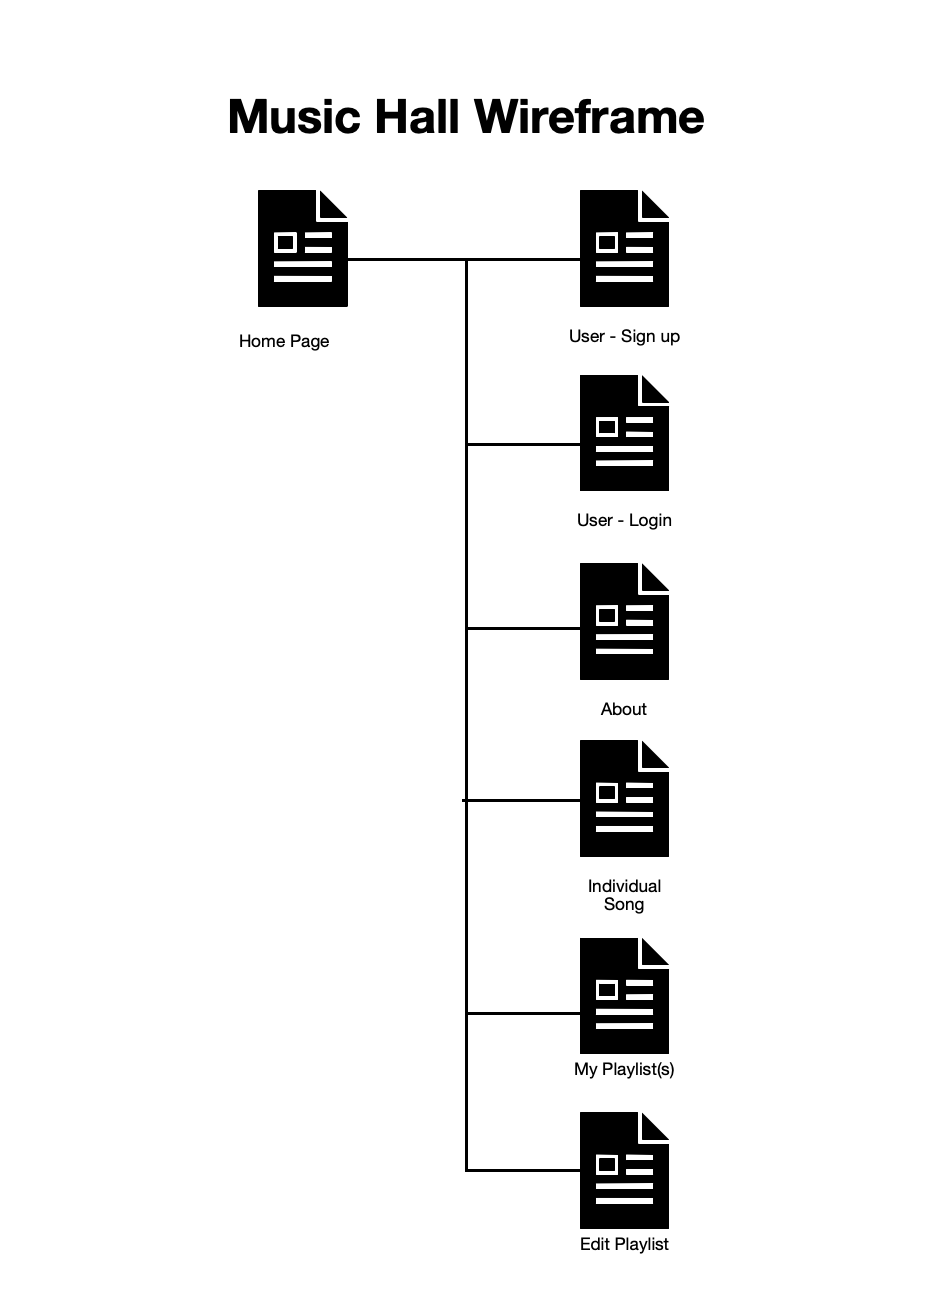 Music Hall Wireframe
Home Page
User - Sign up
User - Login
About
Individual
Song
My Playlist(s)
Edit Playlist